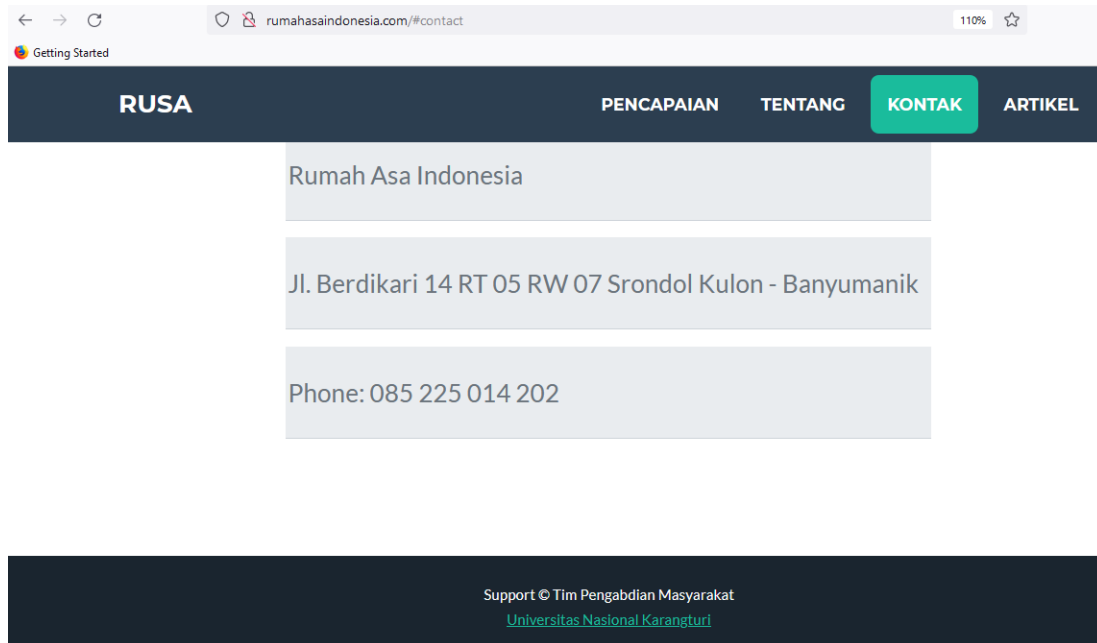 rumahasaindonesia.com/#contact
110%
Getting Started
RUSA
PENCAPAIAN
TENTANG
KONTAK
ARTIKEL
Rumah Asa Indonesia
Jl. Berdikari 14 RT 05 RW 07 Srondol Kulon - Banyumanik
Phone: 085 225 014 202
Support © Tim Pengabdian Masyarakat
Universitas Nasional Karangturi